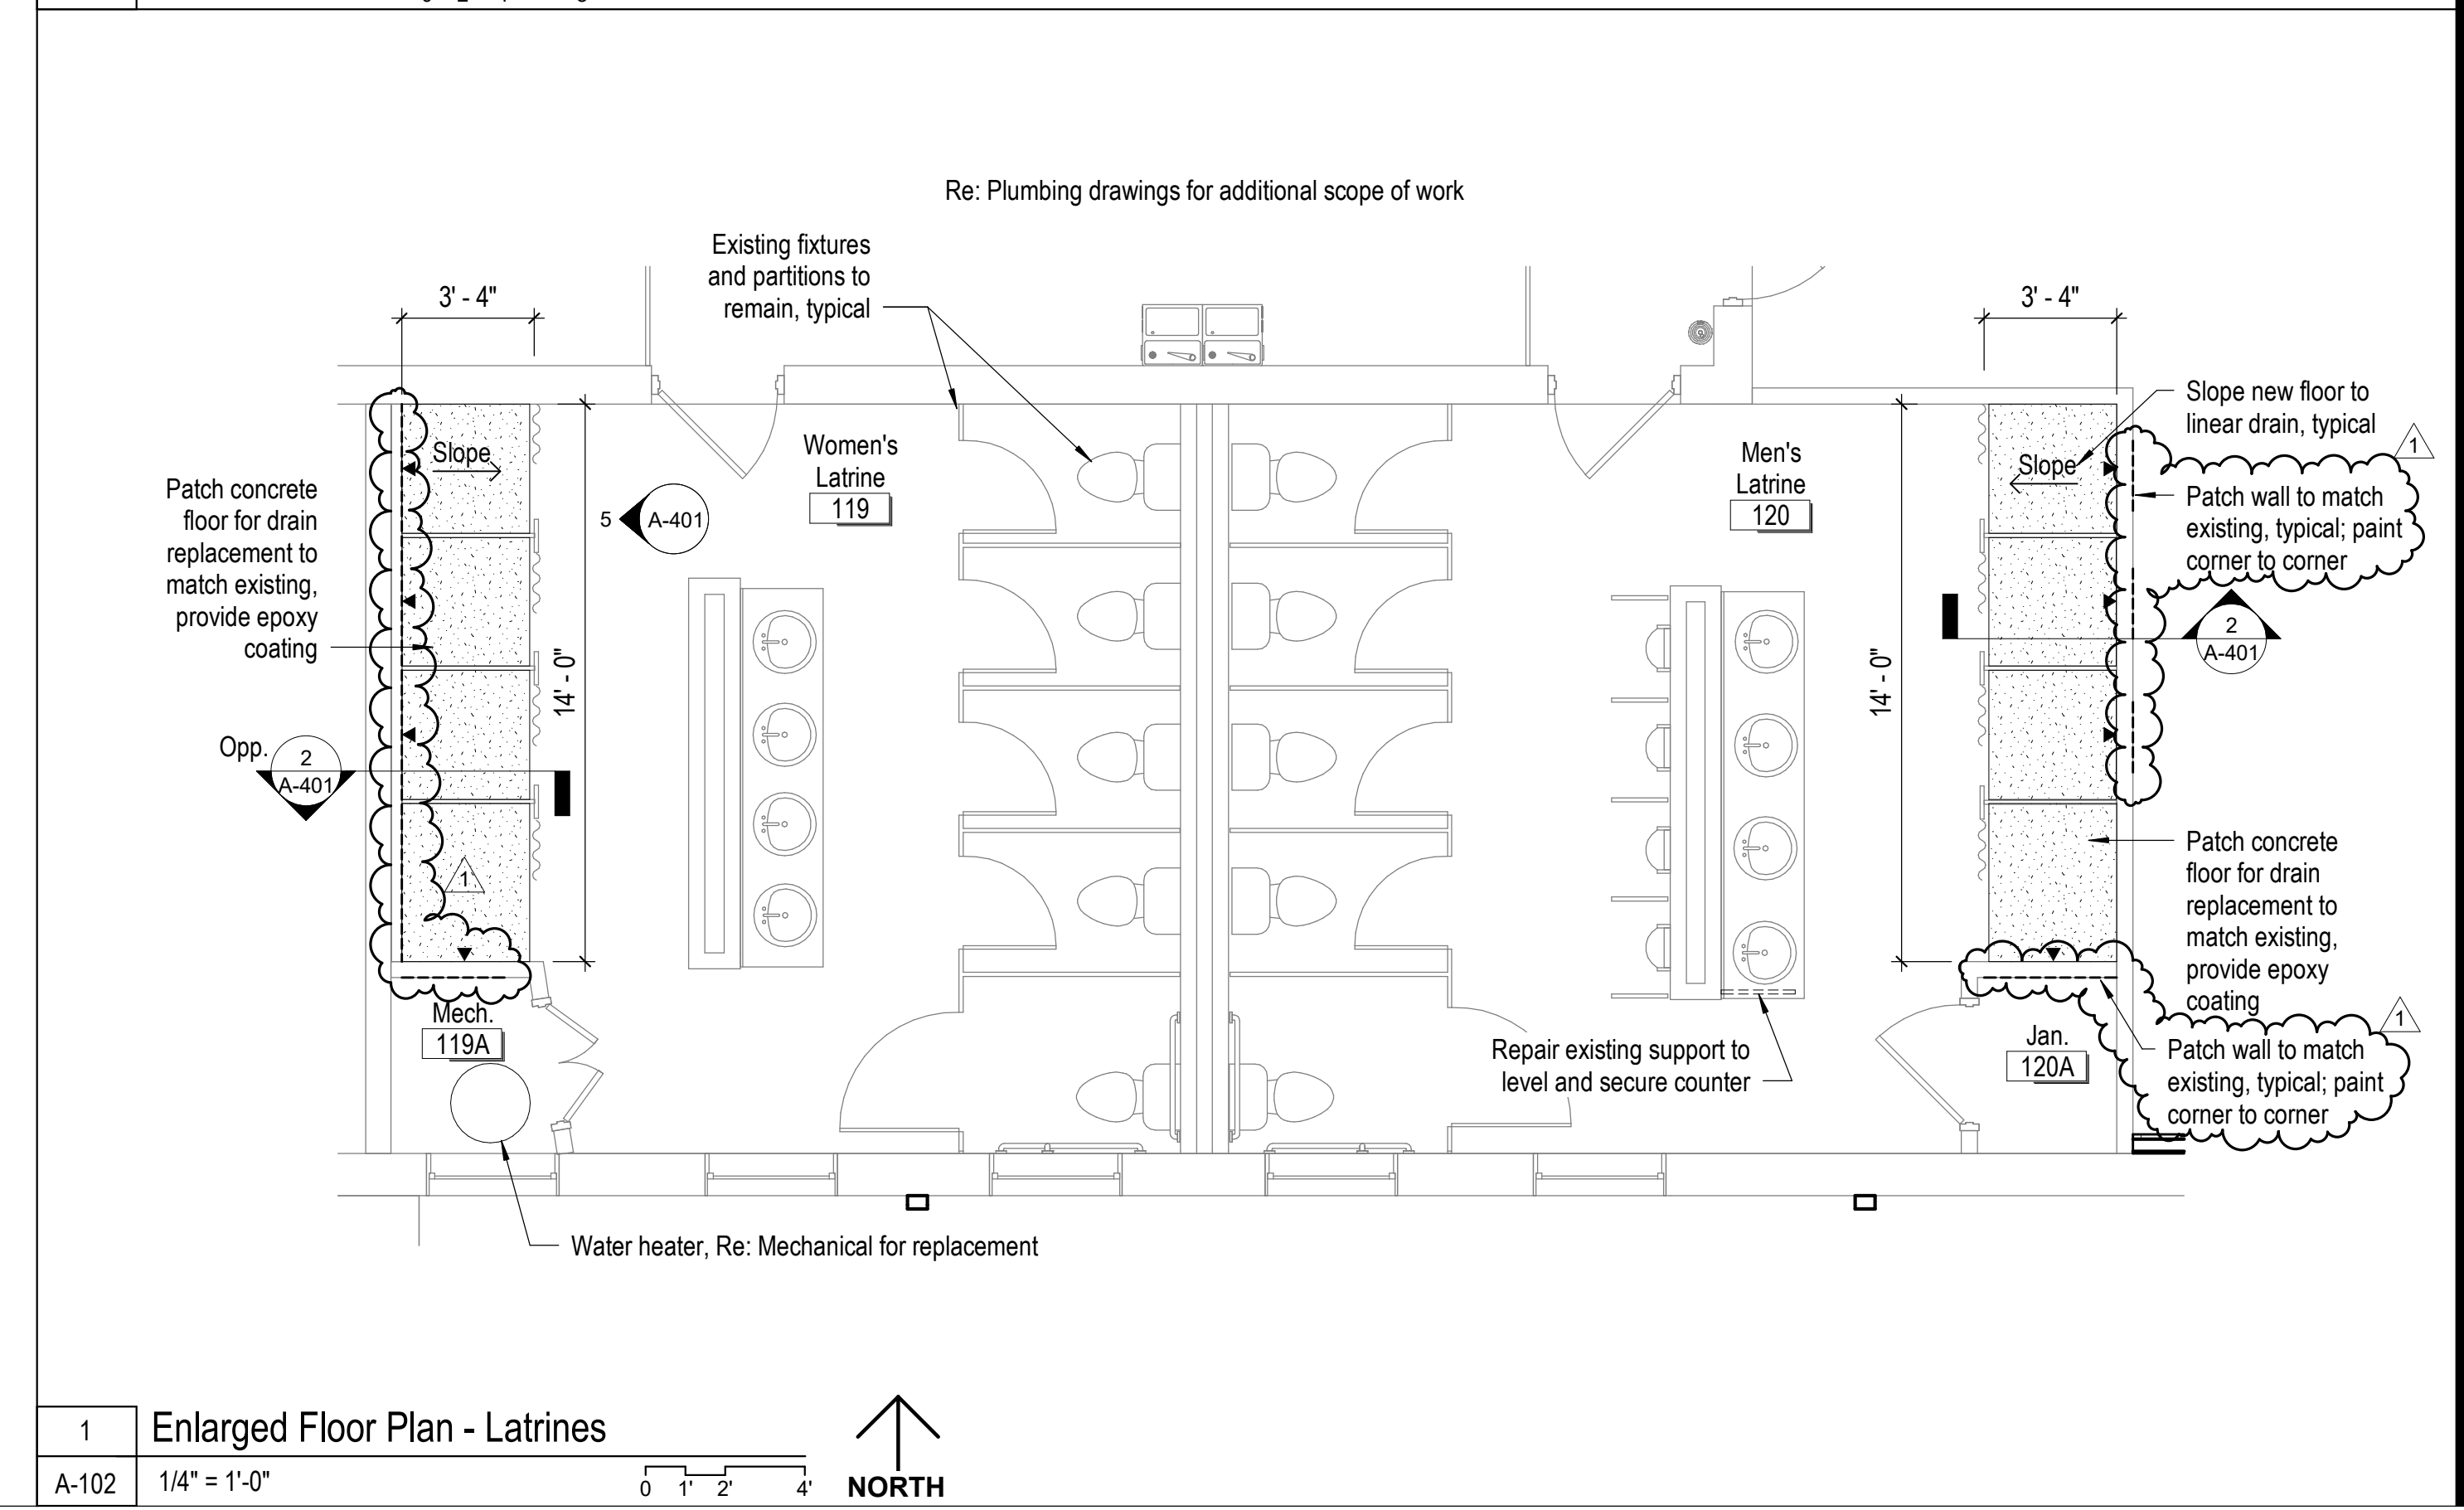 Re: Plumbing drawings for additional scope of work
Existing fixtures
and partitions to
remain, typical
3' - 4"
3' - 4"
Slope new floor to
linear drain, typical
1
Slope
Slope
Women's
Latrine
119
Men's
Latrine
120
Patch wall to match
existing, typical; paint
corner to corner
Patch concrete
floor for drain
replacement to
match existing,
provide epoxy
coating
5
A-401
2
A-401
14' - 0"
14' - 0"
Opp.
2
A-401
1
Patch concrete
floor for drain
replacement to
match existing,
provide epoxy
coating
1
Mech.
119A
Repair existing support to
level and secure counter
Jan.
120A
Patch wall to match
existing, typical; paint
corner to corner
Water heater, Re: Mechanical for replacement
1
Enlarged Floor Plan - Latrines
A-102
1/4" = 1'-0"
0 1' 2' 4'
NORTH